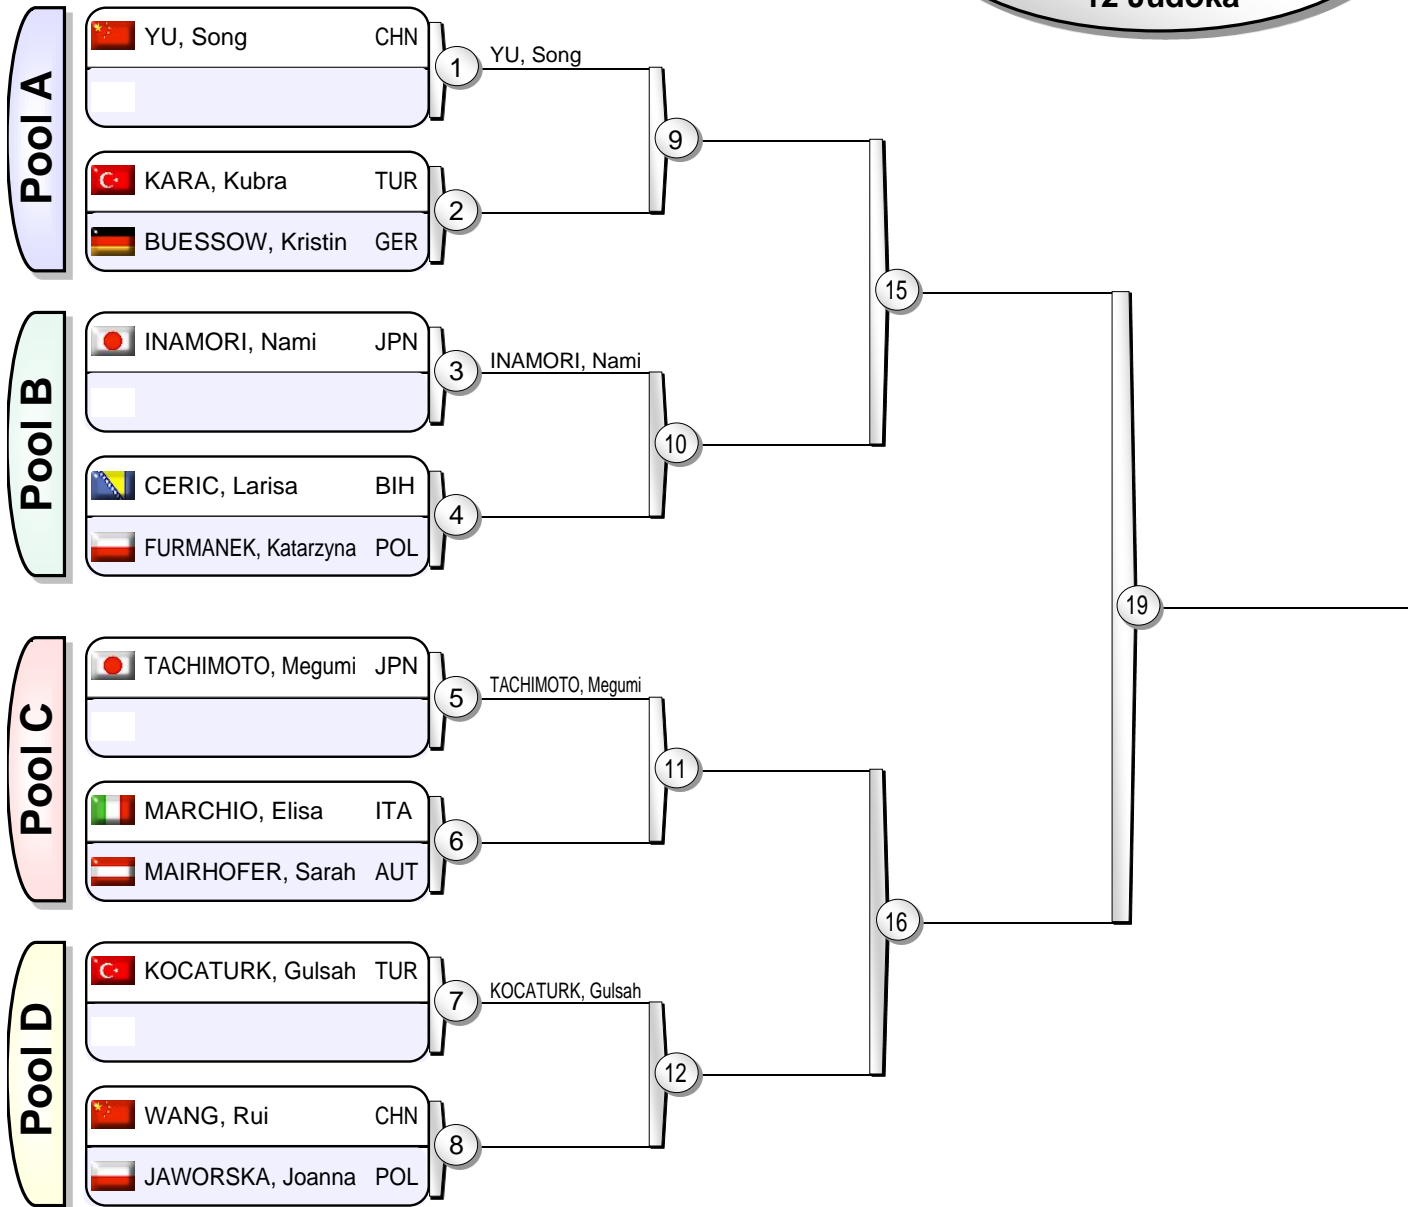 12 Judoka
Pool A
YU, Song CHN
1
YU, Song
9
KARA, Kubra TUR
2
BUESSOW, Kristin GER
15
Pool B
INAMORI, Nami JPN
3
INAMORI, Nami
10
CERIC, Larisa BIH
4
FURMANEK, Katarzyna POL
19
Pool C
TACHIMOTO, Megumi JPN
5
TACHIMOTO, Megumi
11
MARCHIO, Elisa ITA
6
MAIRHOFER, Sarah AUT
16
Pool D
KOCATURK, Gulsah TUR
7
KOCATURK, Gulsah
12
WANG, Rui CHN
8
JAWORSKA, Joanna POL